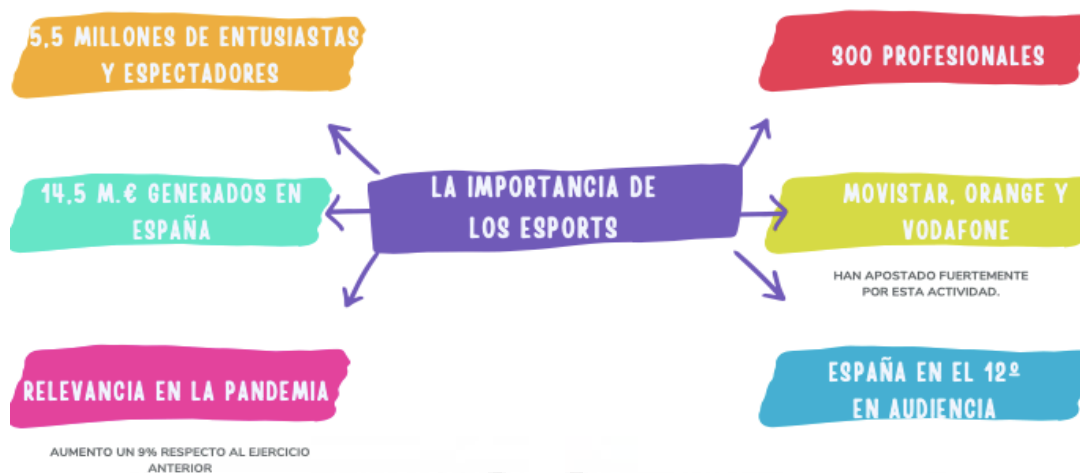 5,5 MILLONES DE ENTUSIASTAS
Y ESPECTADORES
300 PROFESIONALES
LA IMPORTANCIA DE
LOS ESPORTS
14,5 M.€ GENERADOS EN
ESPAÑA
MOVISTAR, ORANGE Y
VODAFONE
HAN APOSTADO FUERTEMENTE
POR ESTA ACTIVIDAD.
RELEVANCIA EN LA PANDEMIA
AUMENTO UN 9% RESPECTO AL EJERCICIO
ANTERIOR
ESPAÑA EN EL 12º
EN AUDIENCIA